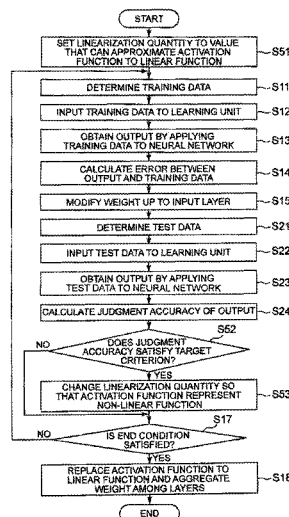 START
SET LINEARIZATION QUANTITY TO VALUE
THAT CAN APPROXIMATE ACTIVATION
FUNCTION TO LINEAR FUNCTION
S51
DETERMINE TRAINING DATA
S11
INPUT TRAINING DATA TO LEARNING UNIT
S12
OBTAIN OUTPUT BY APPLYING
TRAINING DATA TO NEURAL NETWORK
S13
CALCULATE ERROR BETWEEN
OUTPUT AND TRAINING DATA
S14
MODIFY WEIGHT UP TO INPUT LAYER
S15
DETERMINE TEST DATA
S21
INPUT TEST DATA TO LEARNING UNIT
S22
OBTAIN OUTPUT BY APPLYING
TEST DATA TO NEURAL NETWORK
S23
CALCULATE JUDGMENT ACCURACY OF OUTPUT
S24
S52
NO
DOES JUDGMENT
ACCURACY SATISFY TARGET
CRITERION?
YES
CHANGE LINEARIZATION QUANTITY SO
THAT ACTIVATION FUNCTION REPRESENT
NON-LINEAR FUNCTION
S53
S17
NO
IS END CONDITION
SATISFIED?
YES
REPLACE ACTIVATION FUNCTION TO
LINEAR FUNCTION AND AGGREGATE
WEIGHT AMONG LAYERS
S18
END